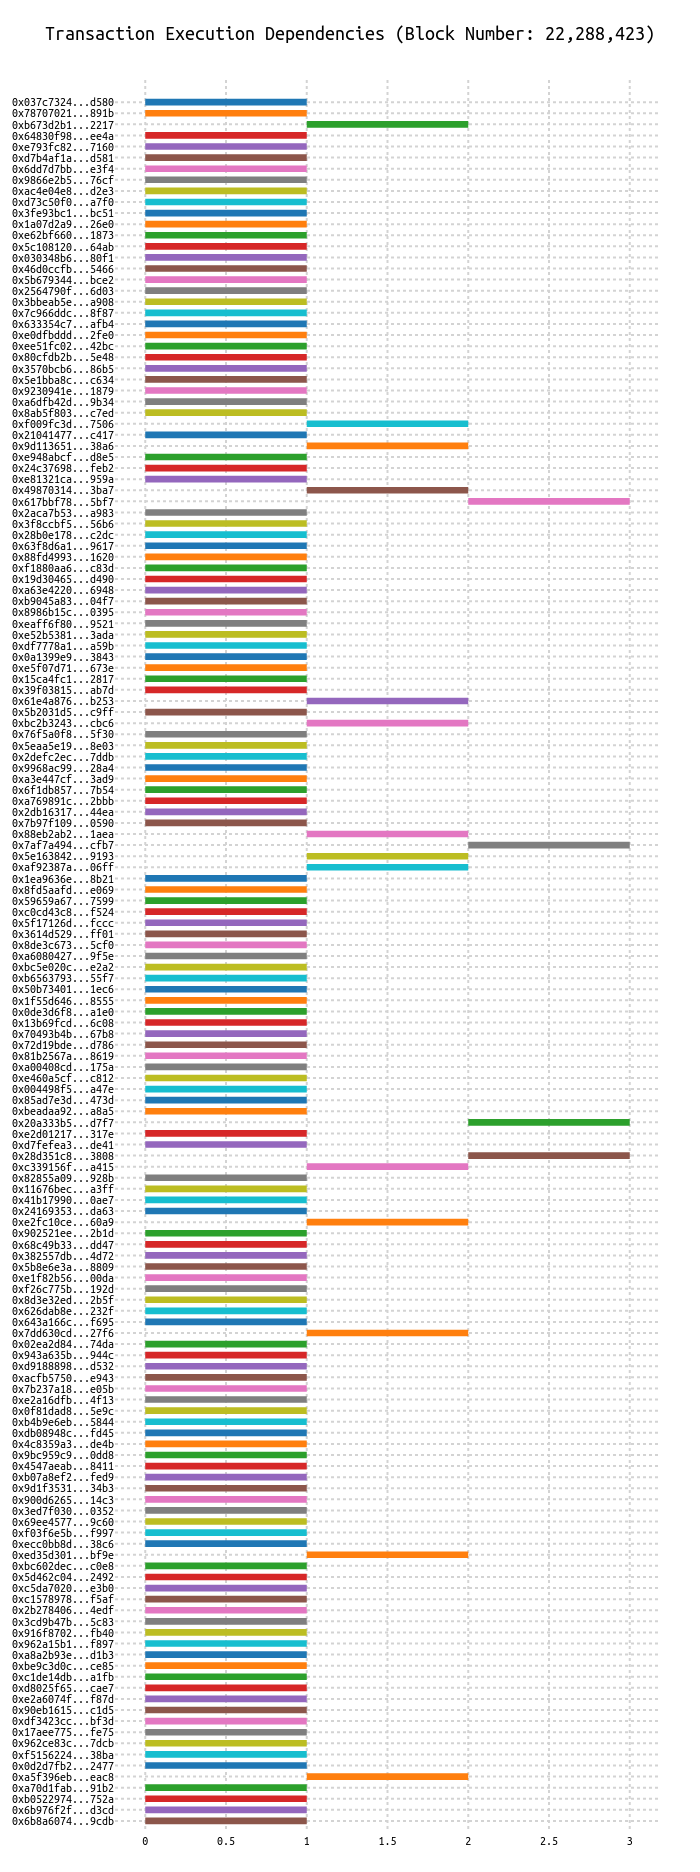 Transaction Execution Dependencies (Block Number: 22,288,423)
0x037c7324...d580
0x78707021...891b
0xb673d2b1...2217
0x64830f98...ee4a
0xe793fc82...7160
0xd7b4af1a...d581
0x6dd7d7bb...e3f4
0x9866e2b5...76cf
0xac4e04e8...d2e3
0xd73c50f0...a7f0
0x3fe93bc1...bc51
0x1a07d2a9...26e0
0xe62bf660...1873
0x5c108120...64ab
0x030348b6...80f1
0x46d0ccfb...5466
0x5b679344...bce2
0x2564790f...6d03
0x3bbeab5e...a908
0x7c966ddc...8f87
0x633354c7...afb4
0xe0dfbddd...2fe0
0xee51fc02...42bc
0x80cfdb2b...5e48
0x3570bcb6...86b5
0x5e1bba8c...c634
0x9230941e...1879
0xa6dfb42d...9b34
0x8ab5f803...c7ed
0xf009fc3d...7506
0x21041477...c417
0x9d113651...38a6
0xe948abcf...d8e5
0x24c37698...feb2
0xe81321ca...959a
0x49870314...3ba7
0x617bbf78...5bf7
0x2aca7b53...a983
0x3f8ccbf5...56b6
0x28b0e178...c2dc
0x63f8d6a1...9617
0x88fd4993...1620
0xf1880aa6...c83d
0x19d30465...d490
0xa63e4220...6948
0xb9045a83...04f7
0x8986b15c...0395
0xeaff6f80...9521
0xe52b5381...3ada
0xdf7778a1...a59b
0x0a1399e9...3843
0xe5f07d71...673e
0x15ca4fc1...2817
0x39f03815...ab7d
0x61e4a876...b253
0x5b2031d5...c9ff
0xbc2b3243...cbc6
0x76f5a0f8...5f30
0x5eaa5e19...8e03
0x2defc2ec...7ddb
0x9968ac99...28a4
0xa3e447cf...3ad9
0x6f1db857...7b54
0xa769891c...2bbb
0x2db16317...44ea
0x7b97f109...0590
0x88eb2ab2...1aea
0x7af7a494...cfb7
0x5e163842...9193
0xaf92387a...06ff
0x1ea9636e...8b21
0x8fd5aafd...e069
0x59659a67...7599
0xc0cd43c8...f524
0x5f17126d...fccc
0x3614d529...ff01
0x8de3c673...5cf0
0xa6080427...9f5e
0xbc5e020c...e2a2
0xb6563793...55f7
0x50b73401...1ec6
0x1f55d646...8555
0x0de3d6f8...a1e0
0x13b69fcd...6c08
0x70493b4b...67b8
0x72d19bde...d786
0x81b2567a...8619
0xa00408cd...175a
0xe460a5cf...c812
0x004498f5...a47e
0x85ad7e3d...473d
0xbeadaa92...a8a5
0x20a333b5...d7f7
0xe2d01217...317e
0xd7fefea3...de41
0x28d351c8...3808
0xc339156f...a415
0x82855a09...928b
0x11676bec...a3ff
0x41b17990...0ae7
0x24169353...da63
0xe2fc10ce...60a9
0x902521ee...2b1d
0x68c49b33...dd47
0x382557db...4d72
0x5b8e6e3a...8809
0xe1f82b56...00da
0xf26c775b...192d
0x8d3e32ed...2b5f
0x626dab8e...232f
0x643a166c...f695
0x7dd630cd...27f6
0x02ea2d84...74da
0x943a635b...944c
0xd9188898...d532
0xacfb5750...e943
0x7b237a18...e05b
0xe2a16dfb...4f13
0x0f81dad8...5e9c
0xb4b9e6eb...5844
0xdb08948c...fd45
0x4c8359a3...de4b
0x9bc959c9...0dd8
0x4547aeab...8411
0xb07a8ef2...fed9
0x9d1f3531...34b3
0x900d6265...14c3
0x3ed7f030...0352
0x69ee4577...9c60
0xf03f6e5b...f997
0xecc0bb8d...38c6
0xed35d301...bf9e
0xbc602dec...c0e8
0x5d462c04...2492
0xc5da7020...e3b0
0xc1578978...f5af
0x2b278406...4edf
0x3cd9b47b...5c83
0x916f8702...fb40
0x962a15b1...f897
0xa8a2b93e...d1b3
0xbe9c3d0c...ce85
0xc1de14db...a1fb
0xd8025f65...cae7
0xe2a6074f...f87d
0x90eb1615...c1d5
0xdf3423cc...bf3d
0x17aee775...fe75
0x962ce83c...7dcb
0xf5156224...38ba
0x0d2d7fb2...2477
0xa5f396eb...eac8
0xa70d1fab...91b2
0xb0522974...752a
0x6b976f2f...d3cd
0x6b8a6074...9cdb
0 0.5 1 1.5 2 2.5 3